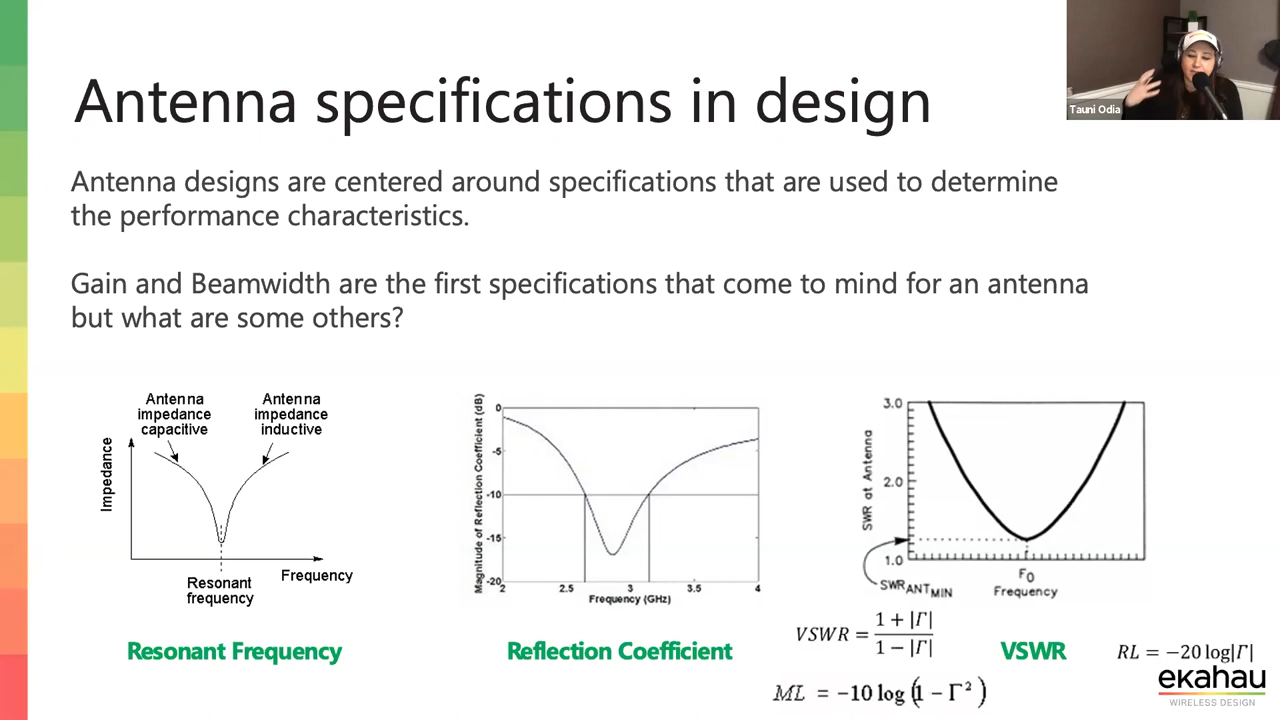 Antenna specifications in design
Tauni Odia
Antenna designs are centered around specifications that are used to determine
the performance characteristics.
Gain and Beamwidth are the first specifications that come to mind for an antenna
but what are some others?
Antenna
impedance
capacitive
Antenna
impedance
inductive
Impedance
Resonant
frequency
Frequency
Resonant Frequency
Magnitude of Reflection Coefficient (dB)
0
-5
-10
-15
-20
2
2.5
3
3.5
4
Frequency (GHz)
Reflection Coefficient
SWR at Antenna
3.0
2.0
1.0
SWR ANT MIN
F0
Frequency
VSWR = 1 + |Γ| / 1 − |Γ|
VSWR
RL = −20 log|Γ|
ML = −10 log (1 − Γ²)
ekahau
WIRELESS DESIGN